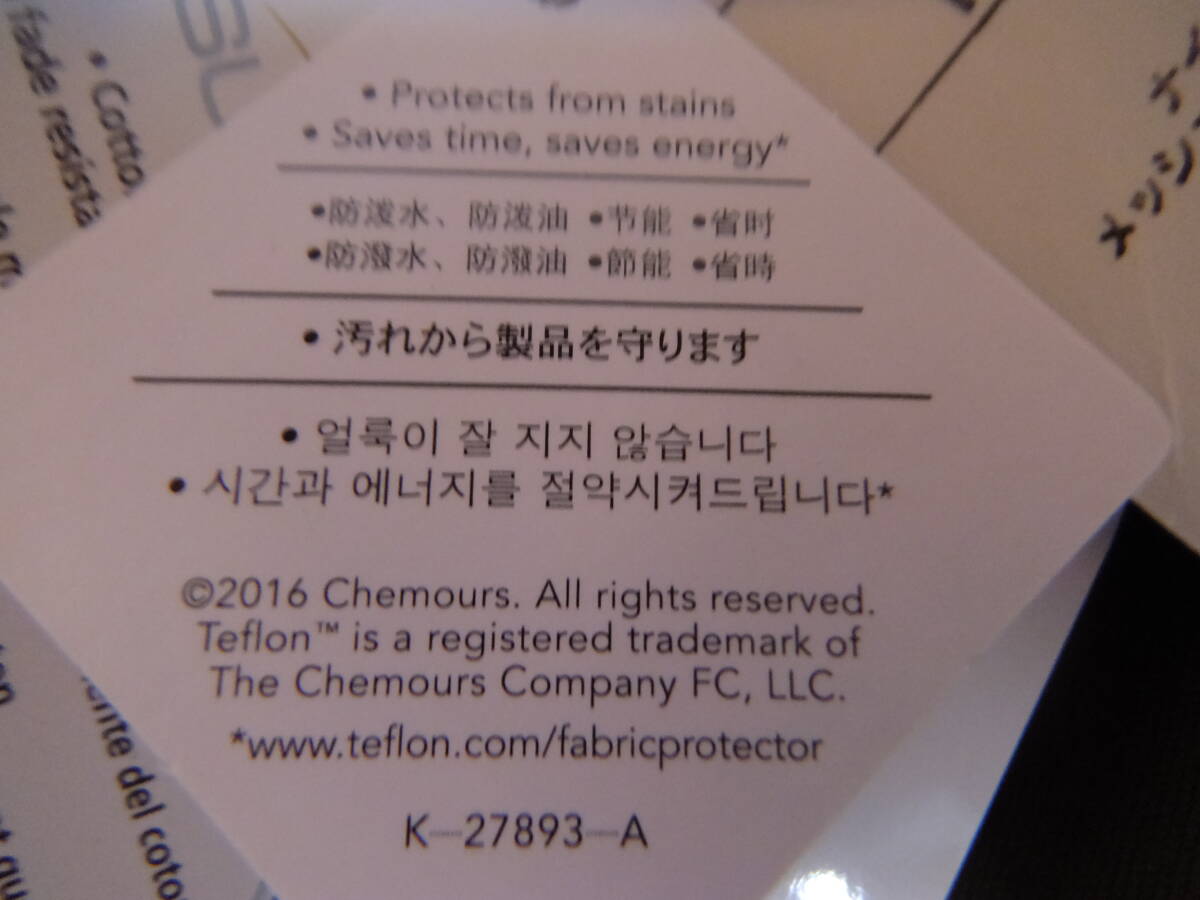 • Protects from stains
• Saves time, saves energy*
•防泼水、防泼油 •节能 •省时
•防潑水、防潑油 •節能 •省時
• 汚れから製品を守ります
• 얼룩이 잘 지지 않습니다
• 시간과 에너지를 절약시켜드립니다*
©2016 Chemours. All rights reserved.
Teflon™ is a registered trademark of
The Chemours Company FC, LLC.
*www.teflon.com/fabricprotector
K—27893—A
• Cotto
fade resista
nte del coto